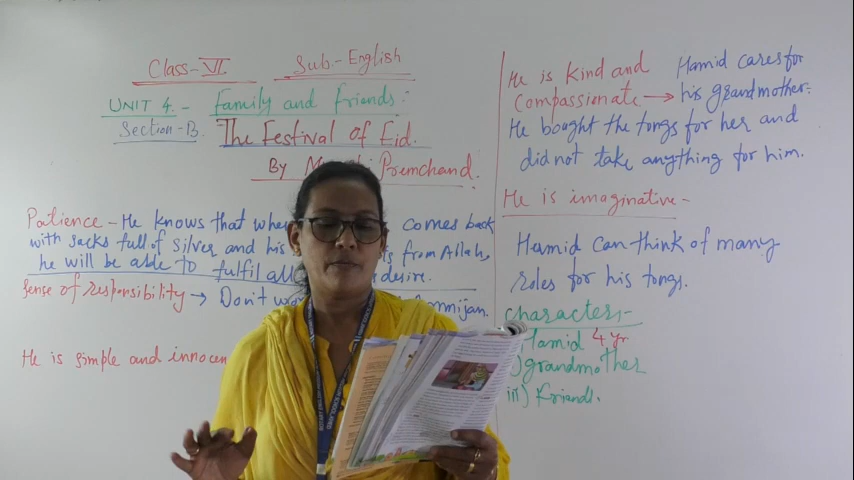 Class-VI
Sub-English
UNIT 4.- Family and Friends:
Section-B. The Festival of Eid.
By Premchand.
Patience - He knows that comes back
with sacks full of silver and his from Allah,
he will be able to fulfil desire.
Sense of responsibility → Don't Ammijan.
He is simple and
He is kind and
Compassionate → Hamid cares for
his grandmother.
He bought the tongs for her and
did not take anything for him.
He is imaginative-
Hamid can think of many
roles for his tongs.
Characters:-
Hamid 4 yr
) grandmother
iii) Friends.